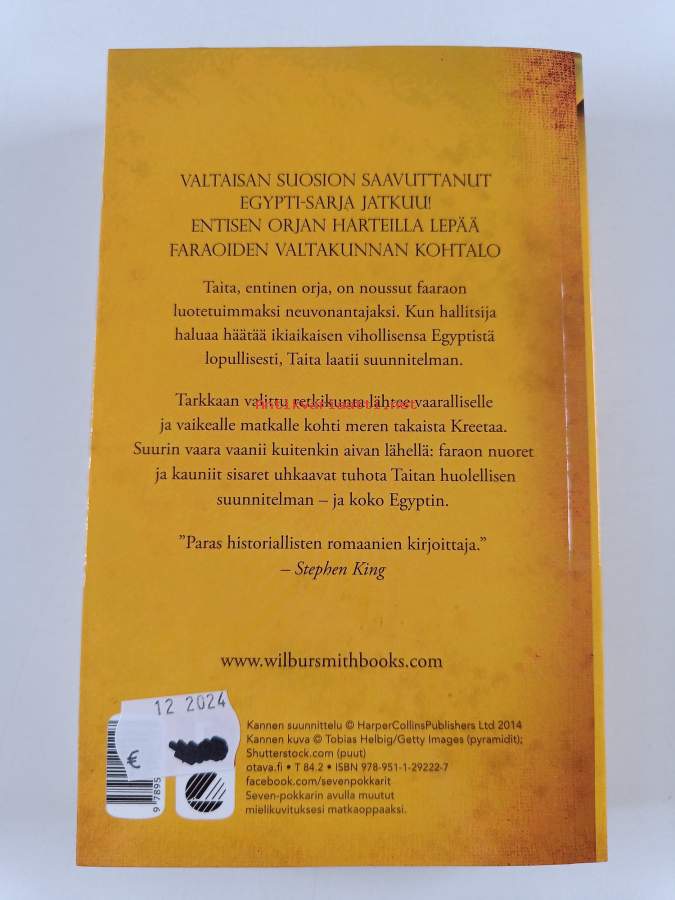 VALTAISAN SUOSION SAAVUTTANUT
EGYPTI-SARJA JATKUU!
ENTISEN ORJAN HARTEILLA LEPÄÄ
FARAOIDEN VALTAKUNNAN KOHTALO
Taita, entinen orja, on noussut faaraon
luotetuimmaksi neuvonantajaksi. Kun hallitsija
haluaa häätää ikiaikaisen vihollisensa Egyptistä
lopullisesti, Taita laatii suunnitelman.
Tarkkaan valittu retkikunta lähtee vaaralliselle
antikvariaatti.net
ja vaikealle matkalle kohti meren takaista Kreetaa.
Suurin vaara vaanii kuitenkin aivan lähellä: faraon nuoret
ja kauniit sisaret uhkaavat tuhota Taitan huolellisen
suunnitelman – ja koko Egyptin.
”Paras historiallisten romaanien kirjoittaja.”
– Stephen King
www.wilbursmithbooks.com
12 2024
€
Kannen suunnittelu © HarperCollinsPublishers Ltd 2014
Kannen kuva © Tobias Helbig/Getty Images (pyramidit);
Shutterstock.com (puut)
otava.fi • T 84.2 • ISBN 978-951-1-29222-7
facebook.com/sevenpokkarit
Seven-pokkarin avulla muutut
mielikuvituksesi matkaoppaaksi.
9 7895